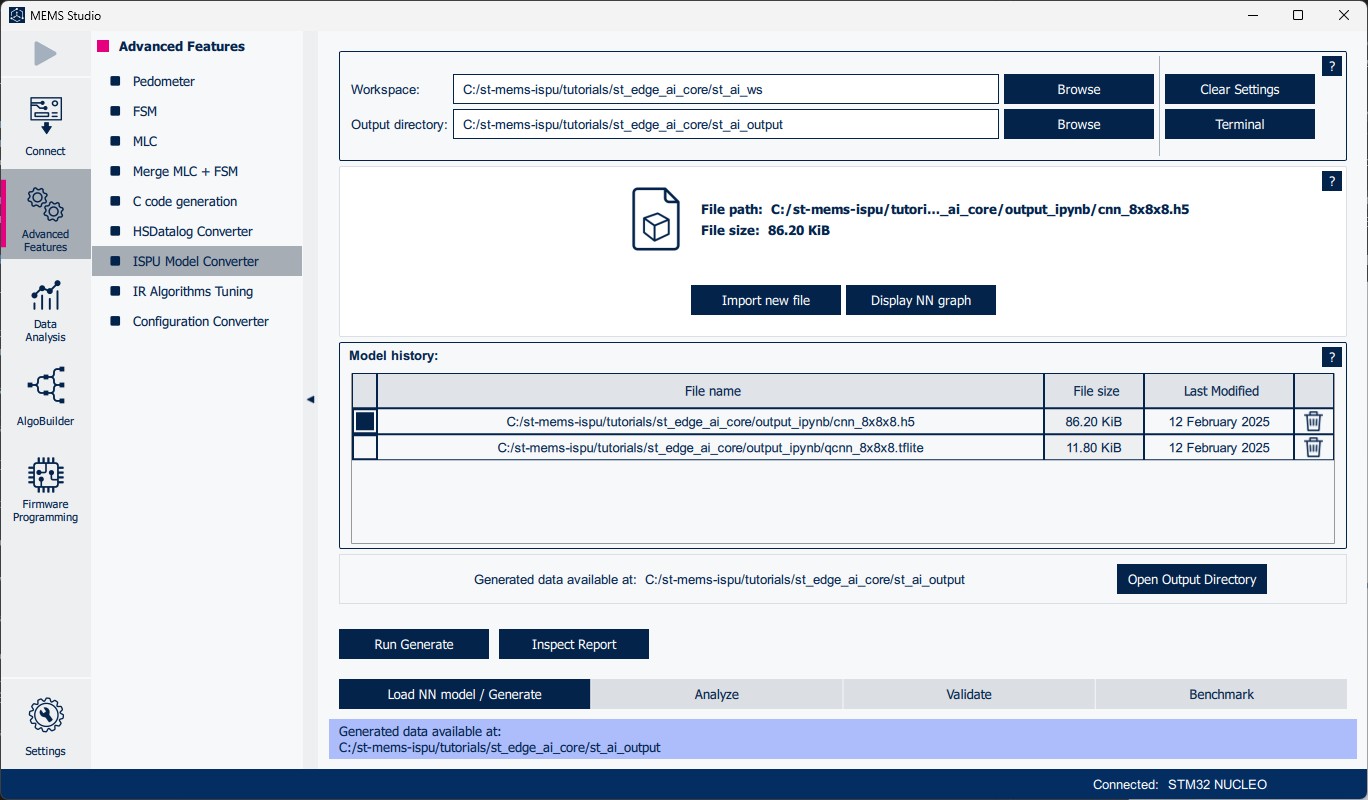 MEMS Studio
Connect
Advanced
Features
Data
Analysis
AlgoBuilder
Firmware
Programming
Settings
Advanced Features
Pedometer
FSM
MLC
Merge MLC + FSM
C code generation
HSDatalog Converter
ISPU Model Converter
IR Algorithms Tuning
Configuration Converter
?
Workspace: C:/st-mems-ispu/tutorials/st_edge_ai_core/st_ai_ws Browse Clear Settings
Output directory: C:/st-mems-ispu/tutorials/st_edge_ai_core/st_ai_output Browse Terminal
?
File path: C:/st-mems-ispu/tutori..._ai_core/output_ipynb/cnn_8x8x8.h5
File size: 86.20 KiB
Import new file Display NN graph
Model history: ?
File name File size Last Modified
C:/st-mems-ispu/tutorials/st_edge_ai_core/output_ipynb/cnn_8x8x8.h5 86.20 KiB 12 February 2025
C:/st-mems-ispu/tutorials/st_edge_ai_core/output_ipynb/qcnn_8x8x8.tflite 11.80 KiB 12 February 2025
Generated data available at: C:/st-mems-ispu/tutorials/st_edge_ai_core/st_ai_output Open Output Directory
Run Generate Inspect Report
Load NN model / Generate Analyze Validate Benchmark
Generated data available at:
C:/st-mems-ispu/tutorials/st_edge_ai_core/st_ai_output
Connected: STM32 NUCLEO